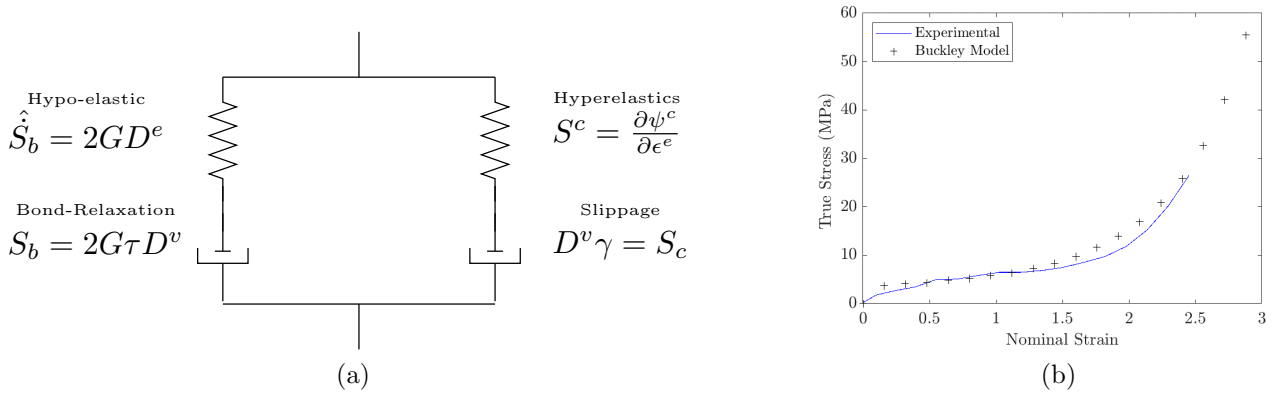 Hypo-elastic
$\hat{\dot{S}}_b = 2GD^e$
Bond-Relaxation
$S_b = 2G\tau D^v$
Hyperelastics
$S^c = \frac{\partial \psi^c}{\partial \epsilon^e}$
Slippage
$D^v \gamma = S_c$
(a)
Experimental
Buckley Model
True Stress (MPa)
60
50
40
30
20
10
0
0 0.5 1 1.5 2 2.5 3
Nominal Strain
(b)